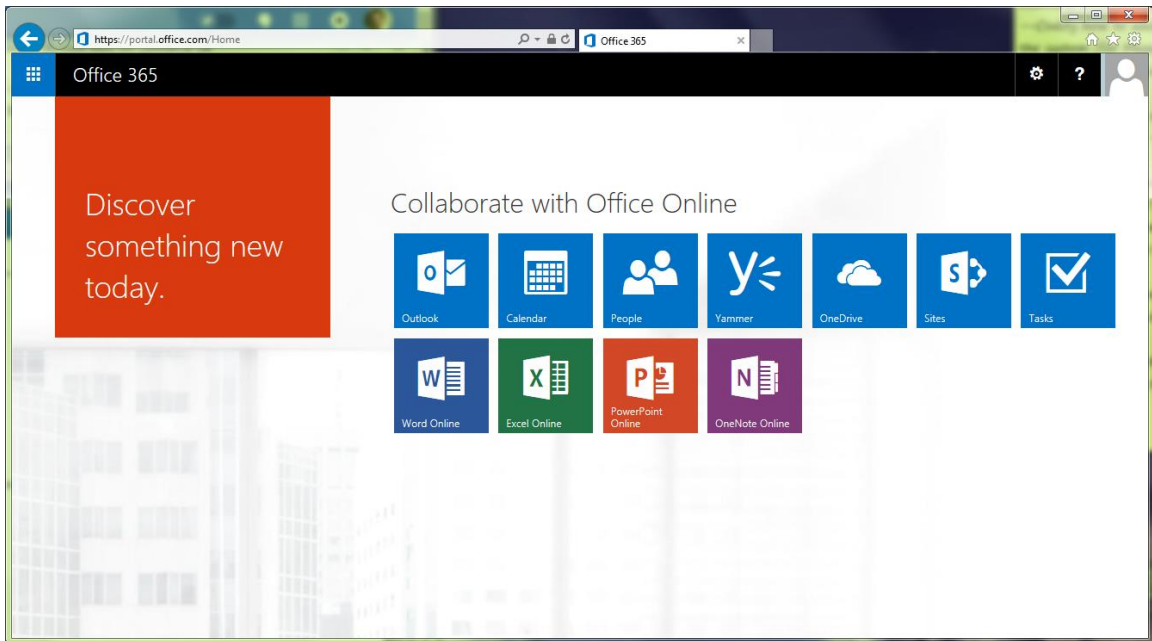 https://portal.office.com/Home
Office 365
Office 365
?
Discover
something new
today.
Collaborate with Office Online
Outlook
Calendar
People
Yammer
OneDrive
Sites
Tasks
Word Online
Excel Online
PowerPoint
Online
OneNote Online